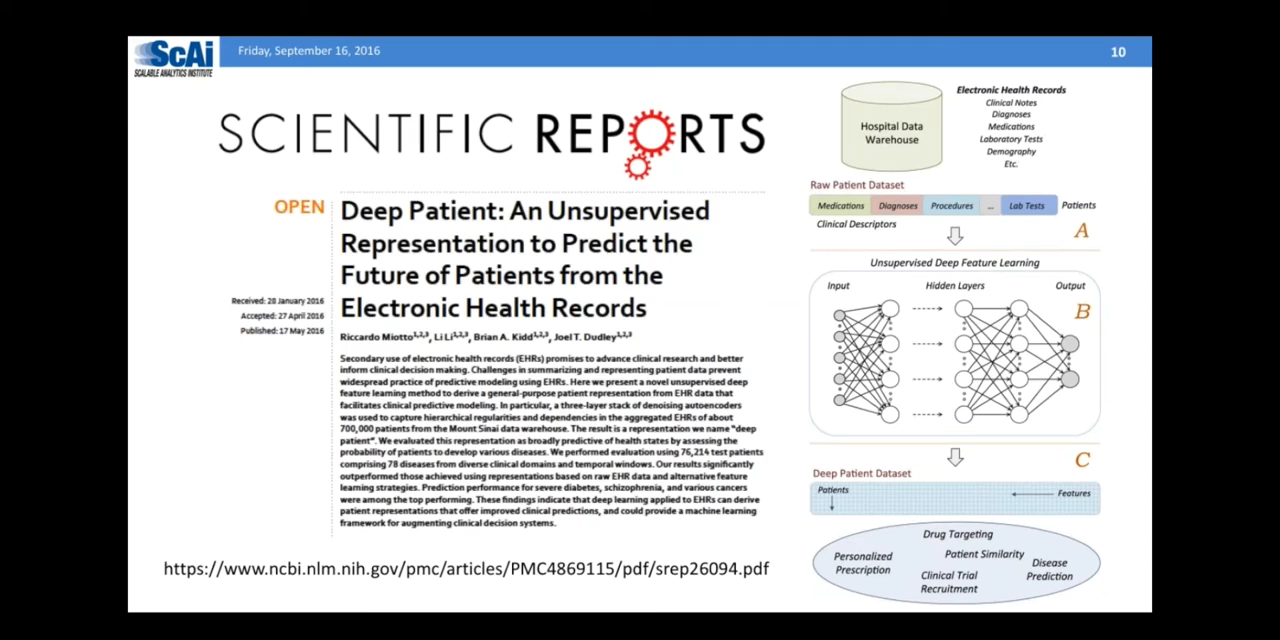 ScAi
SCALABLE ANALYTICS INSTITUTE
Friday, September 16, 2016
10
SCIENTIFIC REPORTS
OPEN
Deep Patient: An Unsupervised
Representation to Predict the
Future of Patients from the
Electronic Health Records
Received: 28 January 2016
Accepted: 27 April 2016
Published: 17 May 2016
Riccardo Miotto1,2,3, Li Li1,2,3, Brian A. Kidd1,2,3, Joel T. Dudley1,2,3
Secondary use of electronic health records (EHRs) promises to advance clinical research and better
inform clinical decision making. Challenges in summarizing and representing patient data prevent
widespread practice of predictive modeling using EHRs. Here we present a novel unsupervised deep
feature learning method to derive a general-purpose patient representation from EHR data that
facilitates clinical predictive modeling. In particular, a three-layer stack of denoising autoencoders
was used to capture hierarchical regularities and dependencies in the aggregated EHRs of about
700,000 patients from the Mount Sinai data warehouse. The result is a representation we name "deep
patient". We evaluated this representation as broadly predictive of health states by assessing the
probability of patients to develop various diseases. We performed evaluation using 76,214 test patients
comprising 78 diseases from diverse clinical domains and temporal windows. Our results significantly
outperformed those achieved using representations based on raw EHR data and alternative feature
learning strategies. Prediction performance for severe diabetes, schizophrenia, and various cancers
were among the top performing. These findings indicate that deep learning applied to EHRs can derive
patient representations that offer improved clinical predictions, and could provide a machine learning
framework for augmenting clinical decision systems.
https://www.ncbi.nlm.nih.gov/pmc/articles/PMC4869115/pdf/srep26094.pdf
Hospital Data
Warehouse
Electronic Health Records
Clinical Notes
Diagnoses
Medications
Laboratory Tests
Demography
Etc.
Raw Patient Dataset
Medications Diagnoses Procedures ... Lab Tests Patients
Clinical Descriptors
A
Unsupervised Deep Feature Learning
Input Hidden Layers Output
B
C
Deep Patient Dataset
Patients Features
Drug Targeting
Personalized
Prescription
Patient Similarity
Clinical Trial
Recruitment
Disease
Prediction